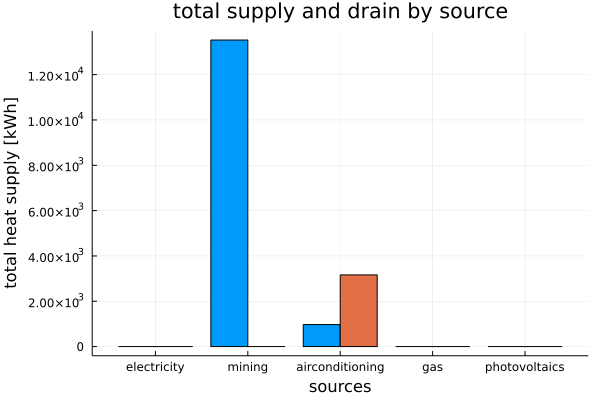 total supply and drain by source
total heat supply [kWh]
1.20×10⁴
1.00×10⁴
8.00×10³
6.00×10³
4.00×10³
2.00×10³
0
electricity mining airconditioning gas photovoltaics
sources